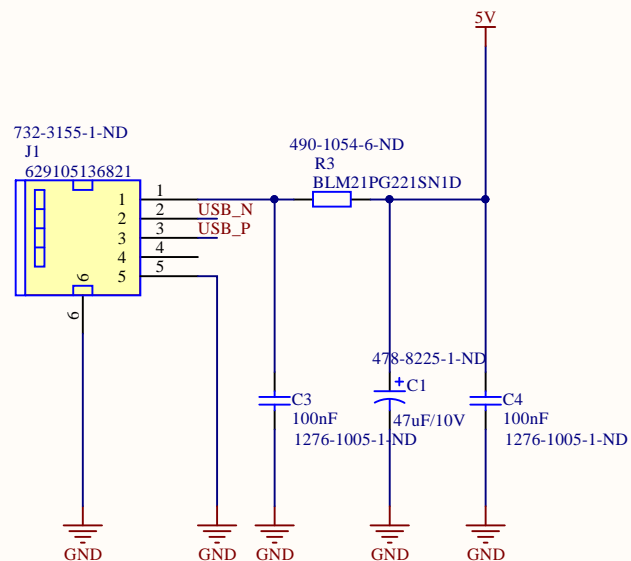 5V
732-3155-1-ND
J1
629105136821
490-1054-6-ND
R3
BLM21PG221SN1D
1 1
2 2 USB_N
3 3 USB_P
4 4
5 5
6
6
478-8225-1-ND
C3
100nF
1276-1005-1-ND
+ C1
47uF/10V
C4
100nF
1276-1005-1-ND
GND GND GND GND GND